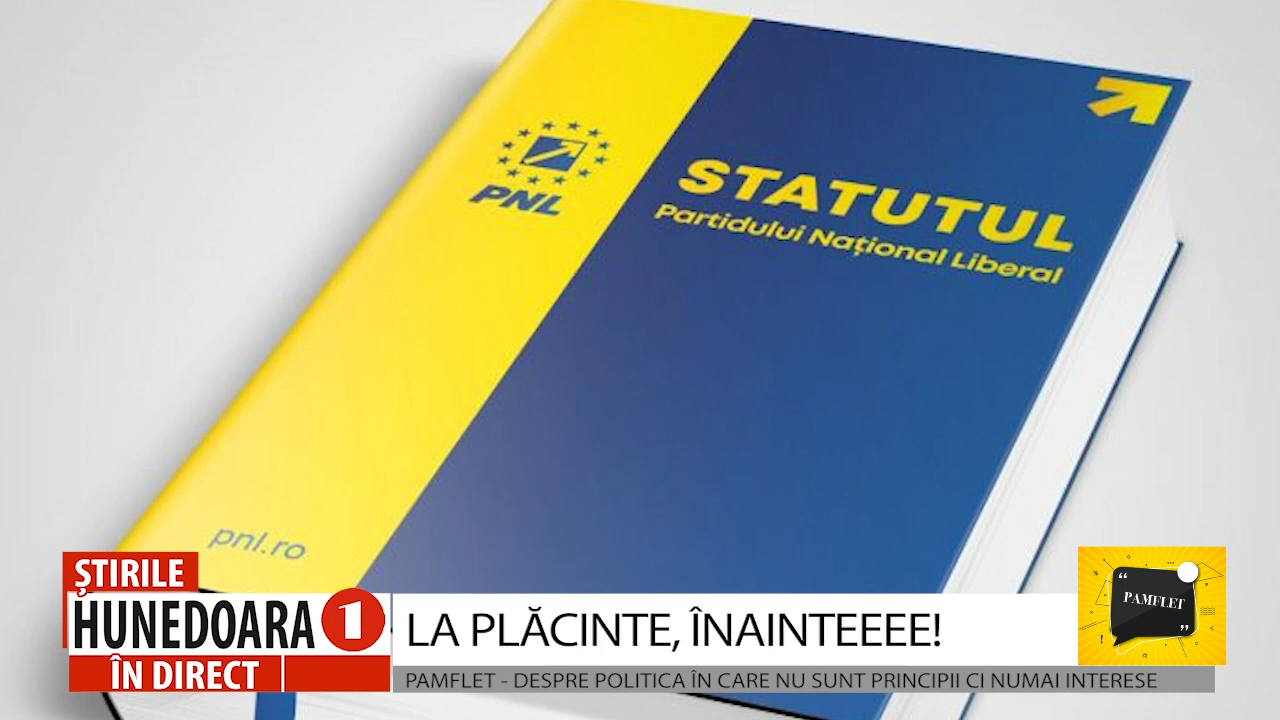 PNL
STATUTUL
Partidului Național Liberal
pnl.ro
ȘTIRILE
HUNEDOARA 1
ÎN DIRECT
LA PLĂCINTE, ÎNAINTEEEE!
PAMFLET
PAMFLET - DESPRE POLITICA ÎN CARE NU SUNT PRINCIPII CI NUMAI INTERESE